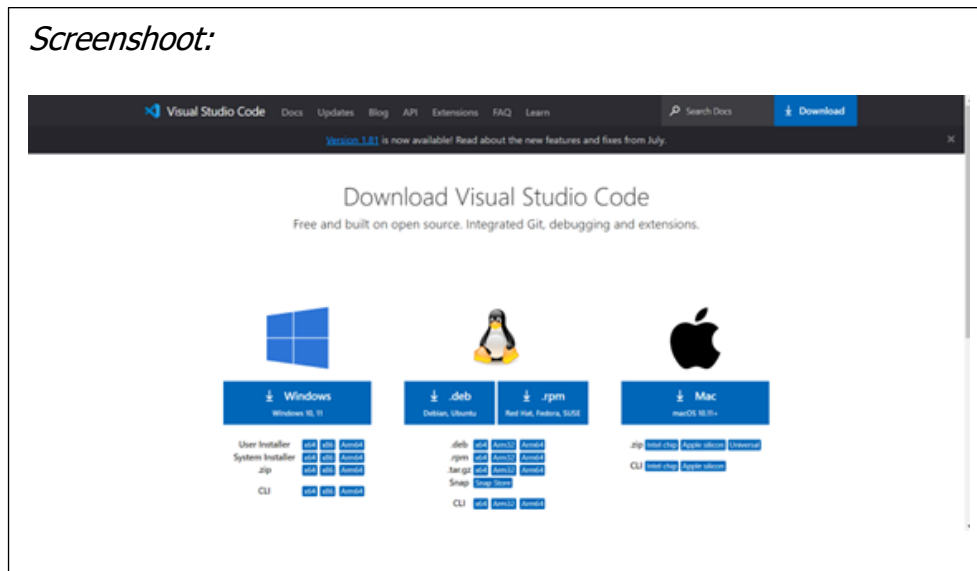 Screenshoot:
Visual Studio Code Docs Updates Blog API Extensions FAQ Learn Search Docs Download
Version 1.81 is now available! Read about the new features and fixes from July.
Download Visual Studio Code
Free and built on open source. Integrated Git, debugging and extensions.
Windows
Windows 10, 11
.deb
Debian, Ubuntu
.rpm
Red Hat, Fedora, SUSE
Mac
macOS 10.11+
User Installer x64 x86 Arm64
System Installer x64 x86 Arm64
.zip x64 x86 Arm64
CLI x64 x86 Arm64
.deb x64 Arm32 Arm64
.rpm x64 Arm32 Arm64
.tar.gz x64 Arm32 Arm64
Snap Snap Store
CLI x64 Arm32 Arm64
.zip Intel chip Apple silicon Universal
CLI Intel chip Apple silicon